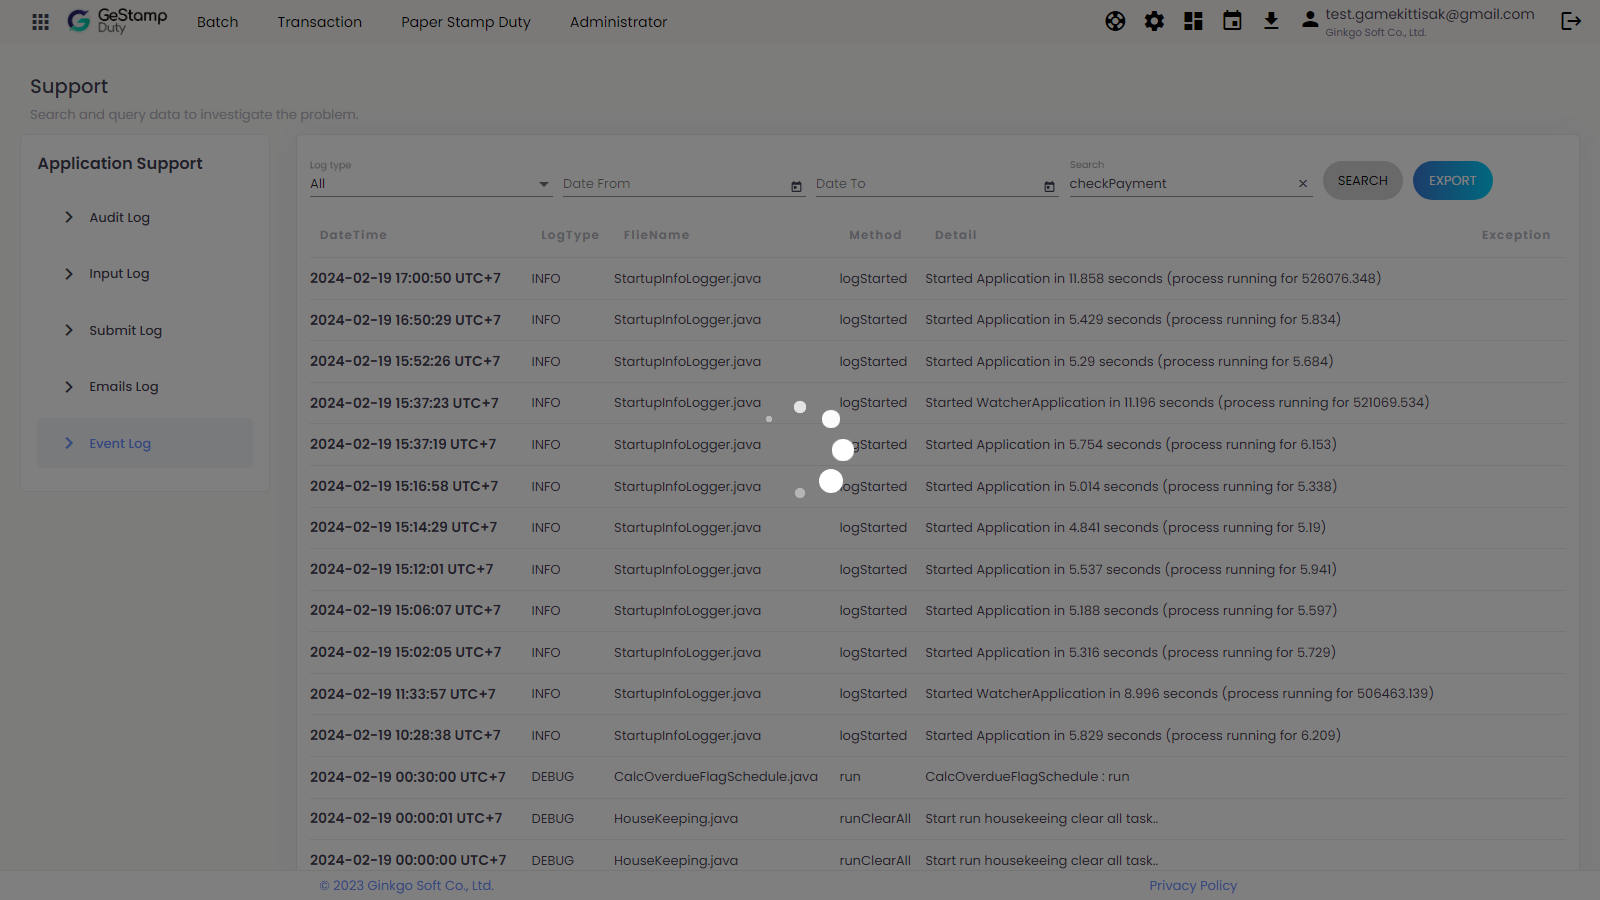 GeStamp Duty Batch Transaction Paper Stamp Duty Administrator test.gamekittisak@gmail.com
Ginkgo Soft Co., Ltd.
Support
Search and query data to investigate the problem.
Application Support
Audit Log
Input Log
Submit Log
Emails Log
Event Log
Log type Search
All Date From Date To checkPayment SEARCH EXPORT
DateTime LogType FlieName Method Detail Exception
2024-02-19 17:00:50 UTC+7 INFO StartupInfoLogger.java logStarted Started Application in 11.858 seconds (process running for 526076.348)
2024-02-19 16:50:29 UTC+7 INFO StartupInfoLogger.java logStarted Started Application in 5.429 seconds (process running for 5.834)
2024-02-19 15:52:26 UTC+7 INFO StartupInfoLogger.java logStarted Started Application in 5.29 seconds (process running for 5.684)
2024-02-19 15:37:23 UTC+7 INFO StartupInfoLogger.java logStarted Started WatcherApplication in 11.196 seconds (process running for 521069.534)
2024-02-19 15:37:19 UTC+7 INFO StartupInfoLogger.java logStarted Started Application in 5.754 seconds (process running for 6.153)
2024-02-19 15:16:58 UTC+7 INFO StartupInfoLogger.java logStarted Started Application in 5.014 seconds (process running for 5.338)
2024-02-19 15:14:29 UTC+7 INFO StartupInfoLogger.java logStarted Started Application in 4.841 seconds (process running for 5.19)
2024-02-19 15:12:01 UTC+7 INFO StartupInfoLogger.java logStarted Started Application in 5.537 seconds (process running for 5.941)
2024-02-19 15:06:07 UTC+7 INFO StartupInfoLogger.java logStarted Started Application in 5.188 seconds (process running for 5.597)
2024-02-19 15:02:05 UTC+7 INFO StartupInfoLogger.java logStarted Started Application in 5.316 seconds (process running for 5.729)
2024-02-19 11:33:57 UTC+7 INFO StartupInfoLogger.java logStarted Started WatcherApplication in 8.996 seconds (process running for 506463.139)
2024-02-19 10:28:38 UTC+7 INFO StartupInfoLogger.java logStarted Started Application in 5.829 seconds (process running for 6.209)
2024-02-19 00:30:00 UTC+7 DEBUG CalcOverdueFlagSchedule.java run CalcOverdueFlagSchedule : run
2024-02-19 00:00:01 UTC+7 DEBUG HouseKeeping.java runClearAll Start run housekeeing clear all task..
2024-02-19 00:00:00 UTC+7 DEBUG HouseKeeping.java runClearAll Start run housekeeing clear all task..
© 2023 Ginkgo Soft Co., Ltd. Privacy Policy